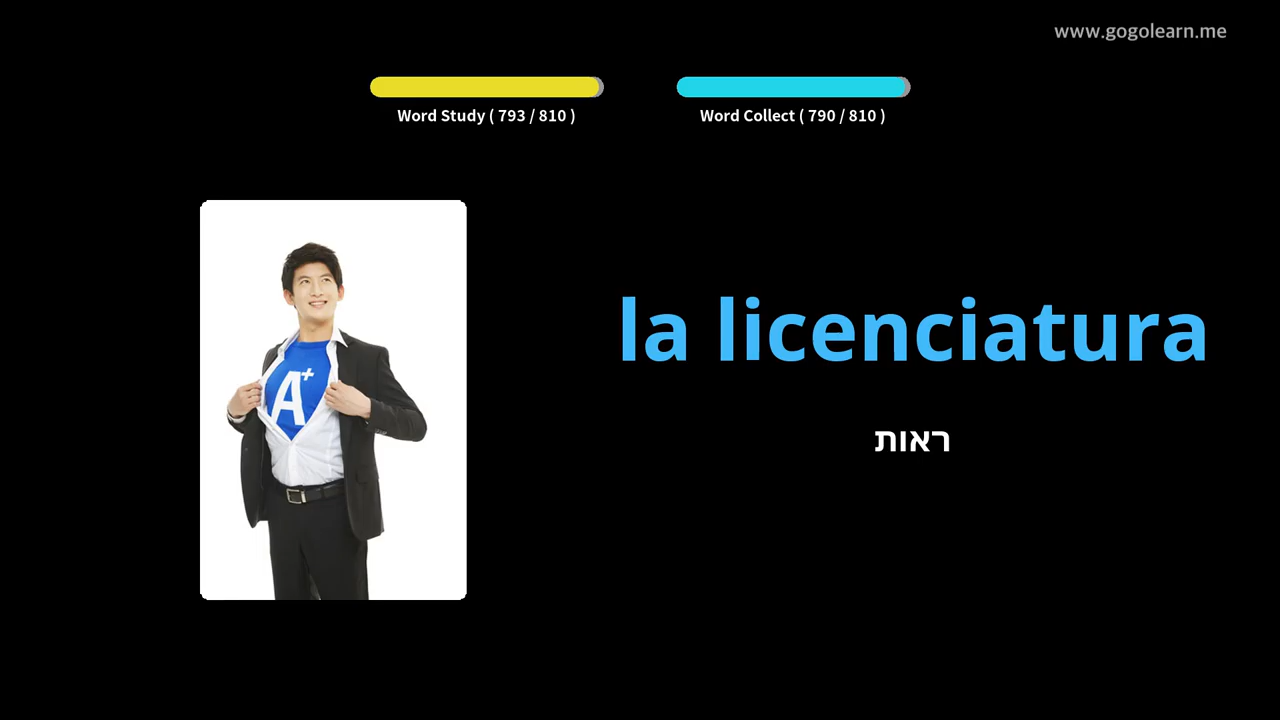 www.gogolearn.me
Word Study ( 793 / 810 )
Word Collect ( 790 / 810 )
A+
la licenciatura
ראות